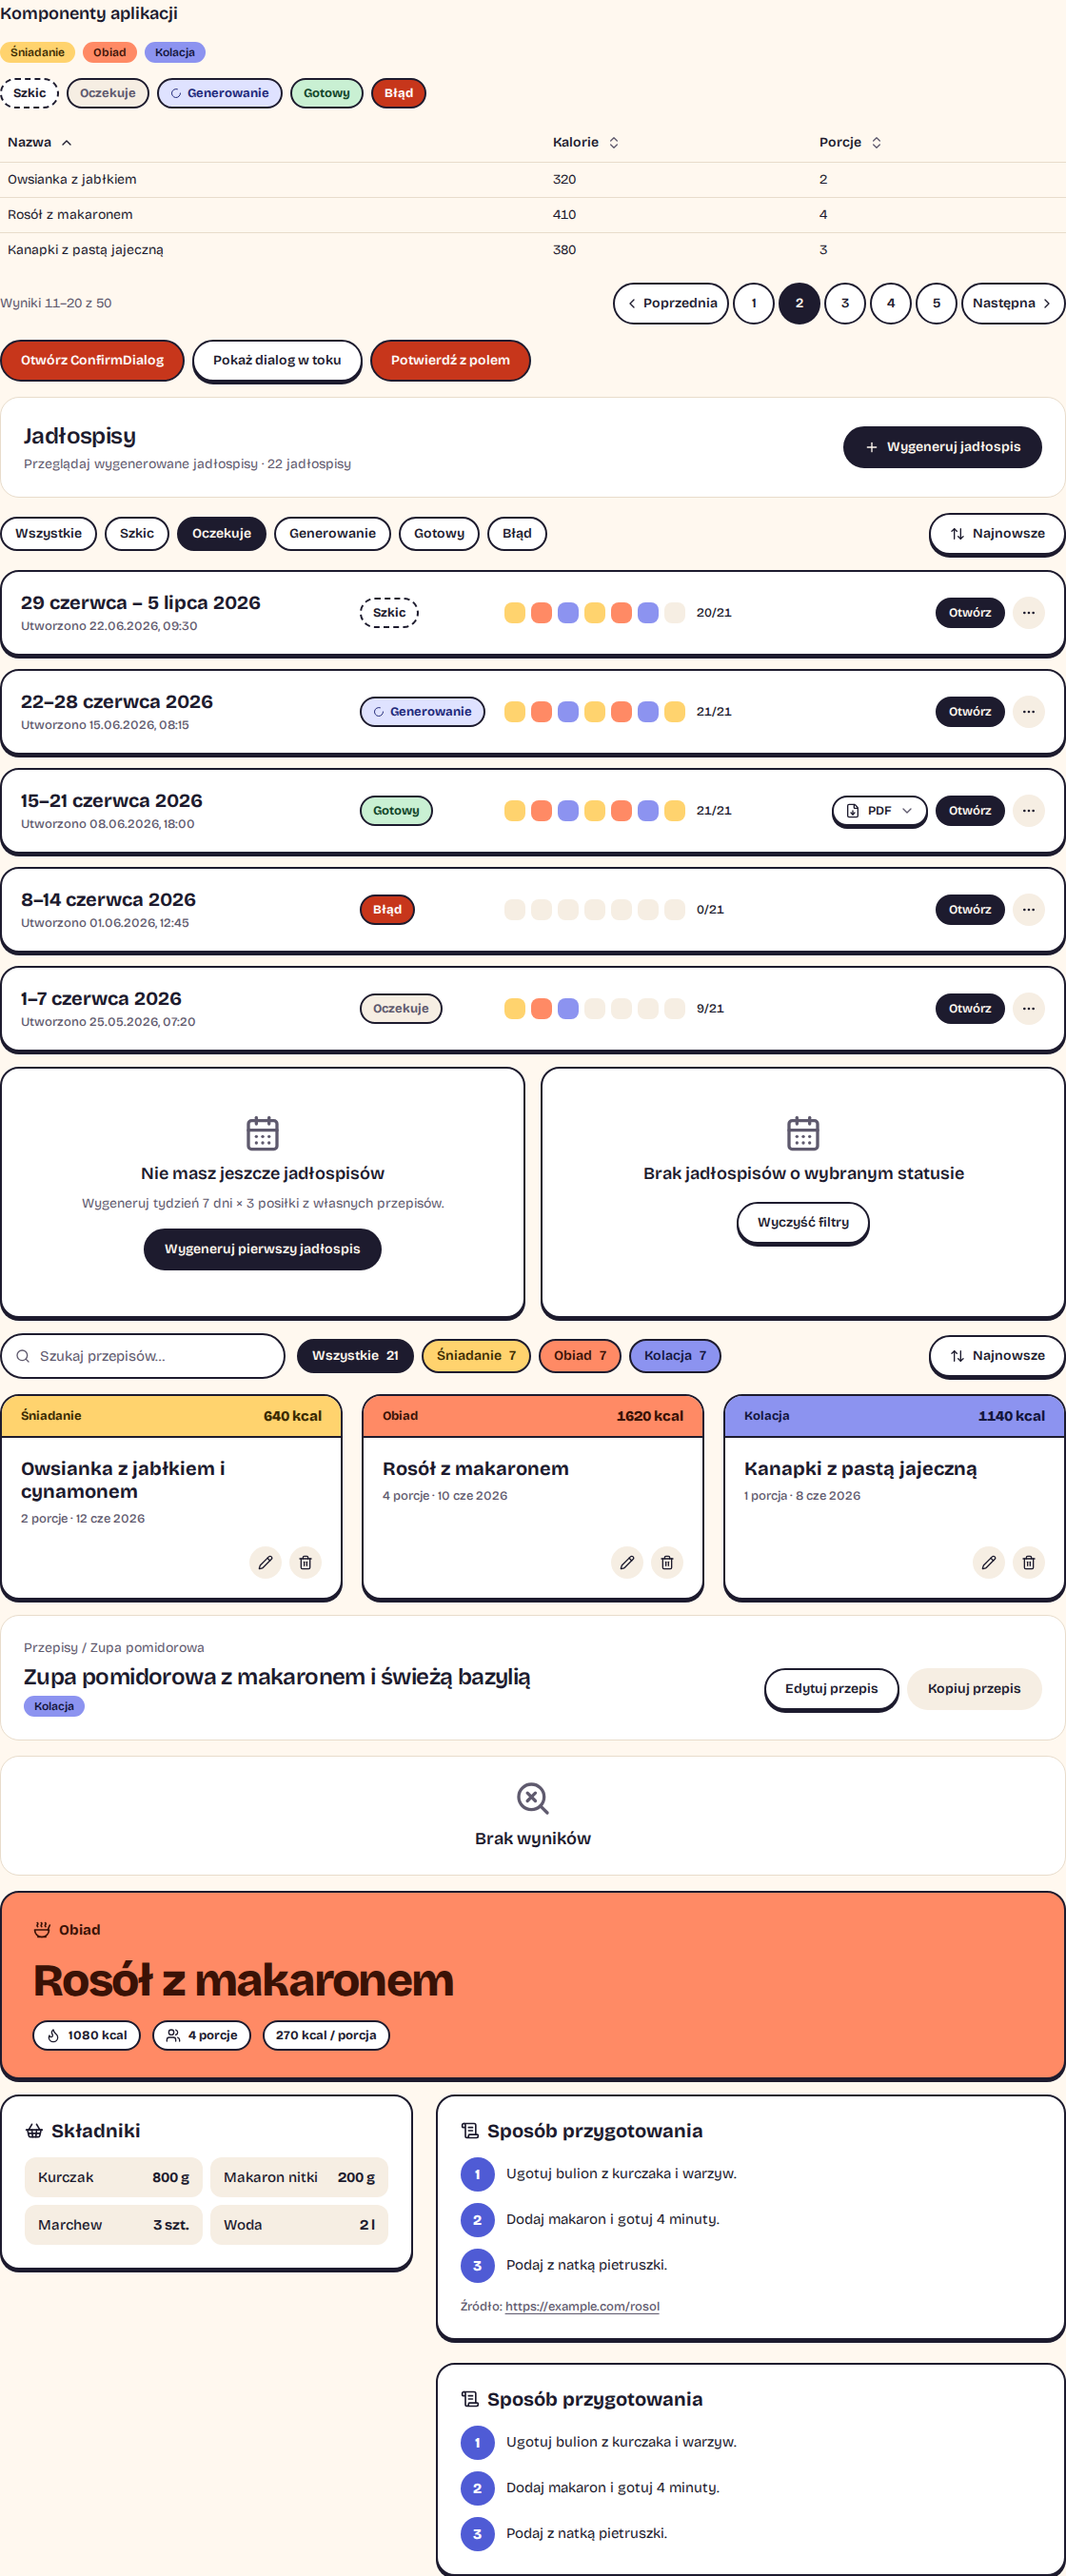 Komponenty aplikacji
Śniadanie Obiad Kolacja
Szkic Oczekuje Generowanie Gotowy Błąd
Nazwa Kalorie Porcje
Owsianka z jabłkiem 320 2
Rosół z makaronem 410 4
Kanapki z pastą jajeczną 380 3
Wyniki 11–20 z 50 Poprzednia 1 2 3 4 5 Następna
Otwórz ConfirmDialog Pokaż dialog w toku Potwierdź z polem
Jadłospisy
Przeglądaj wygenerowane jadłospisy · 22 jadłospisy
Wygeneruj jadłospis
Wszystkie Szkic Oczekuje Generowanie Gotowy Błąd Najnowsze
29 czerwca – 5 lipca 2026
Utworzono 22.06.2026, 09:30
Szkic 20/21 Otwórz
22–28 czerwca 2026
Utworzono 15.06.2026, 08:15
Generowanie 21/21 Otwórz
15–21 czerwca 2026
Utworzono 08.06.2026, 18:00
Gotowy 21/21 PDF Otwórz
8–14 czerwca 2026
Utworzono 01.06.2026, 12:45
Błąd 0/21 Otwórz
1–7 czerwca 2026
Utworzono 25.05.2026, 07:20
Oczekuje 9/21 Otwórz
Nie masz jeszcze jadłospisów
Wygeneruj tydzień 7 dni × 3 posiłki z własnych przepisów.
Wygeneruj pierwszy jadłospis
Brak jadłospisów o wybranym statusie
Wyczyść filtry
Szukaj przepisów... Wszystkie 21 Śniadanie 7 Obiad 7 Kolacja 7 Najnowsze
Śniadanie 640 kcal
Owsianka z jabłkiem i
cynamonem
2 porcje · 12 cze 2026
Obiad 1620 kcal
Rosół z makaronem
4 porcje · 10 cze 2026
Kolacja 1140 kcal
Kanapki z pastą jajeczną
1 porcja · 8 cze 2026
Przepisy / Zupa pomidorowa
Zupa pomidorowa z makaronem i świeżą bazylią
Kolacja
Edytuj przepis Kopiuj przepis
Brak wyników
Obiad
Rosół z makaronem
1080 kcal 4 porcje 270 kcal / porcja
Składniki
Kurczak 800 g Makaron nitki 200 g
Marchew 3 szt. Woda 2 l
Sposób przygotowania
1 Ugotuj bulion z kurczaka i warzyw.
2 Dodaj makaron i gotuj 4 minuty.
3 Podaj z natką pietruszki.
Źródło: https://example.com/rosol
Sposób przygotowania
1 Ugotuj bulion z kurczaka i warzyw.
2 Dodaj makaron i gotuj 4 minuty.
3 Podaj z natką pietruszki.